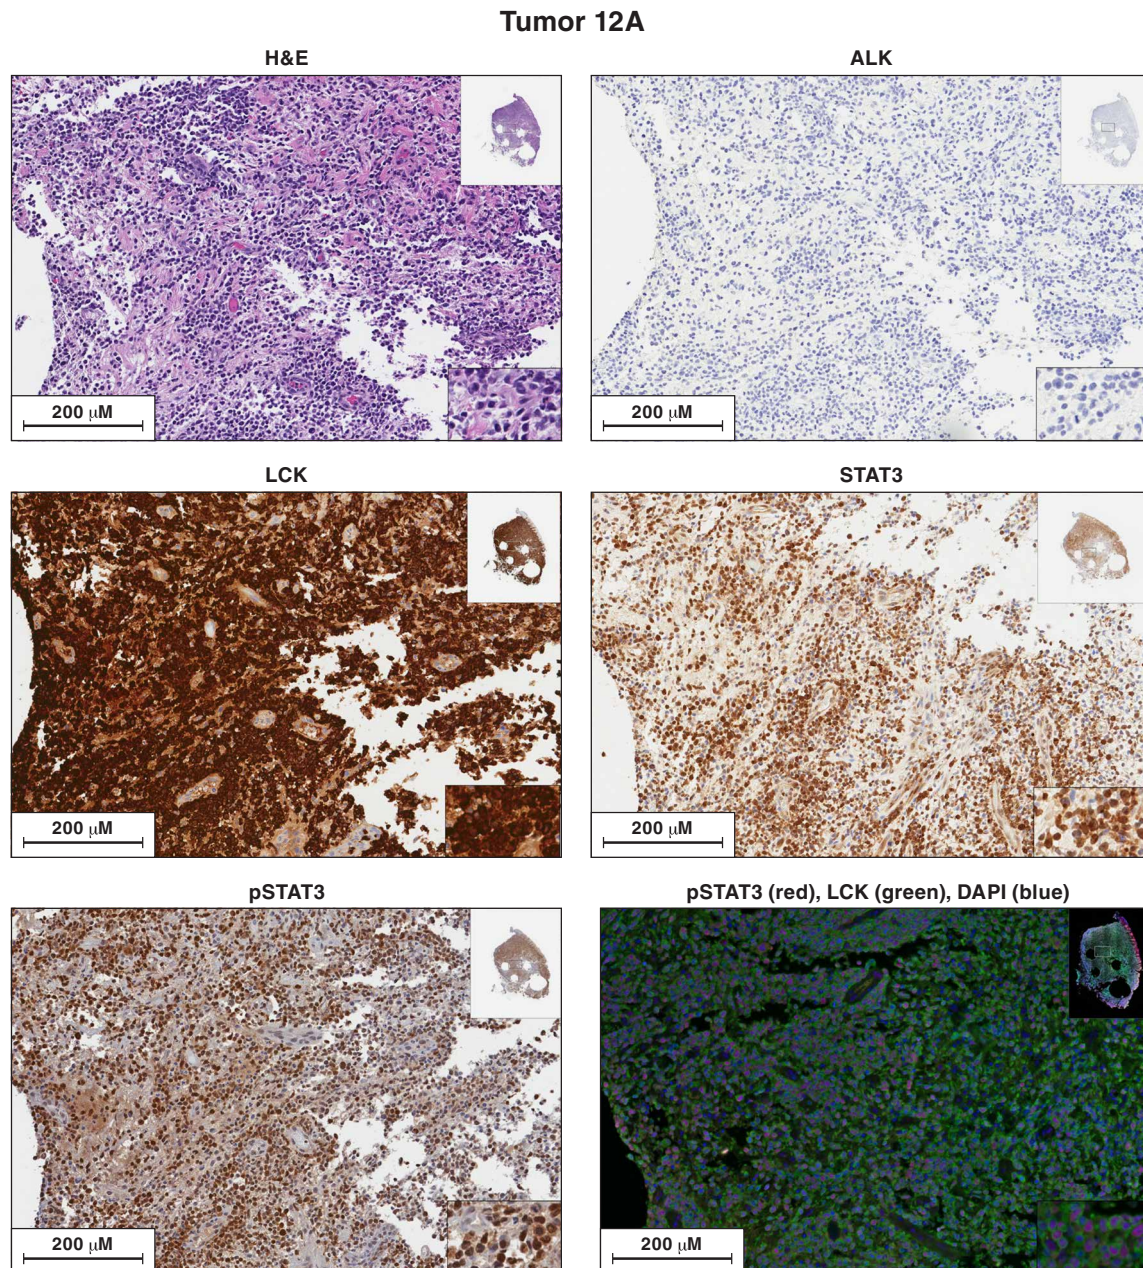 Tumor 12A
H&E
ALK
200 μM
200 μM
LCK
STAT3
200 μM
200 μM
pSTAT3
pSTAT3 (red), LCK (green), DAPI (blue)
200 μM
200 μM